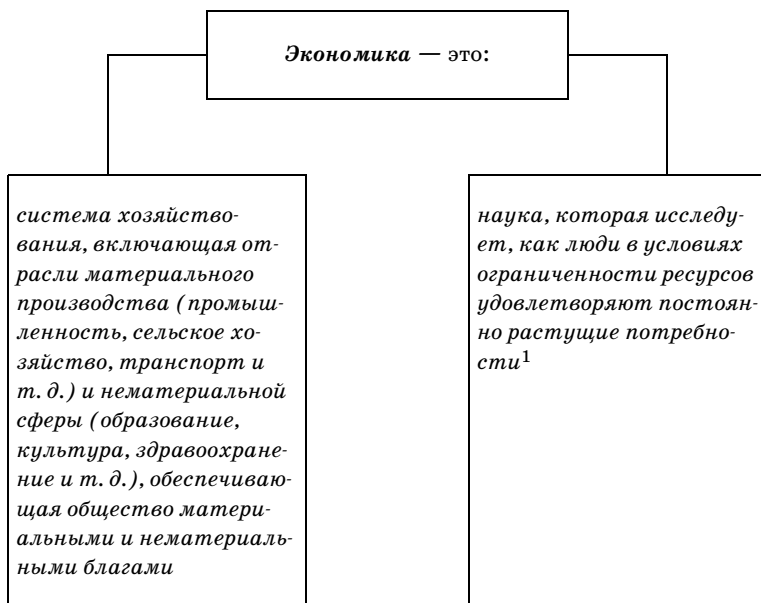 Экономика — это:
система хозяйство-
вания, включающая от-
расли материального
производства (промыш-
ленность, сельское хо-
зяйство, транспорт и
т. д.) и нематериальной
сферы (образование,
культура, здравоохране-
ние и т. д.), обеспечиваю-
щая общество матери-
альными и нематериаль-
ными благами
наука, которая исследу-
ет, как люди в условиях
ограниченности ресурсов
удовлетворяют постоян-
но растущие потребно-
сти1